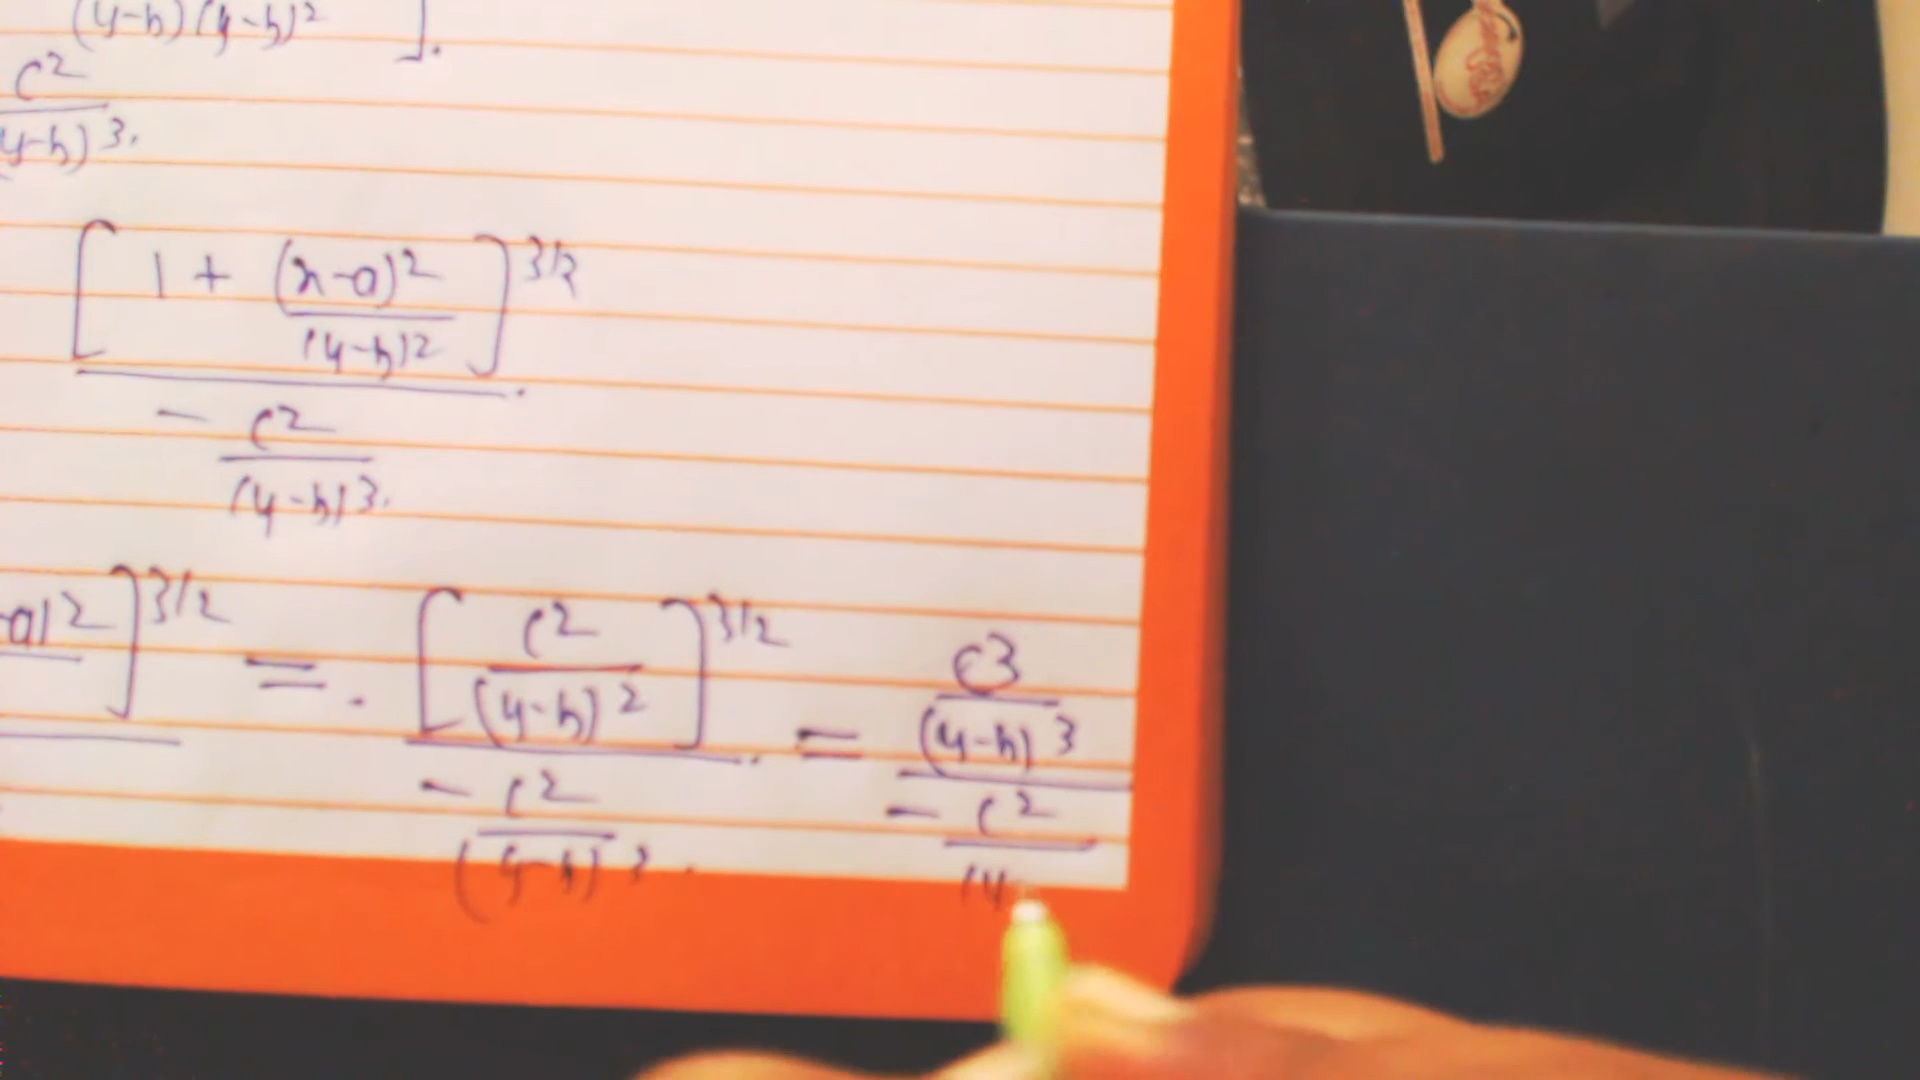 (y-b)(y-b)² ].
c²
(y-b)3.
[ 1 + (x-a)² / (y-b)2 ]3/2
- c² / (y-b)3.
-a)2 ]3/2 = . [ c² / (y-b)2 ]3/2 = c3 / (y-b)3
- c² / (y-b)3. - c² / (y